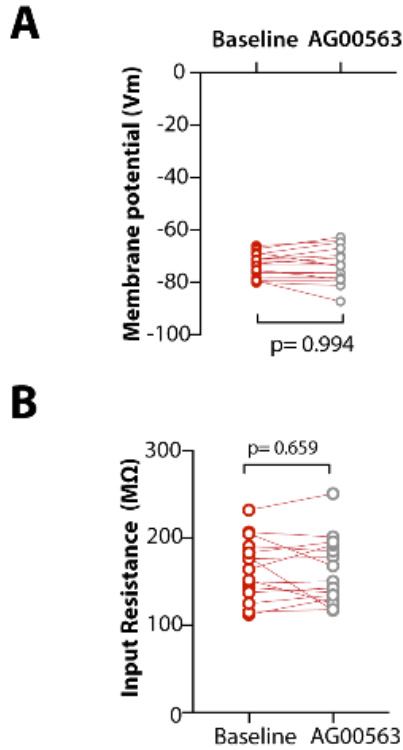 A
Baseline AG00563
Membrane potential (Vm)
0
-20
-40
-60
-80
-100
p= 0.994
B
Input Resistance (MΩ)
300
200
100
0
p= 0.659
Baseline AG00563